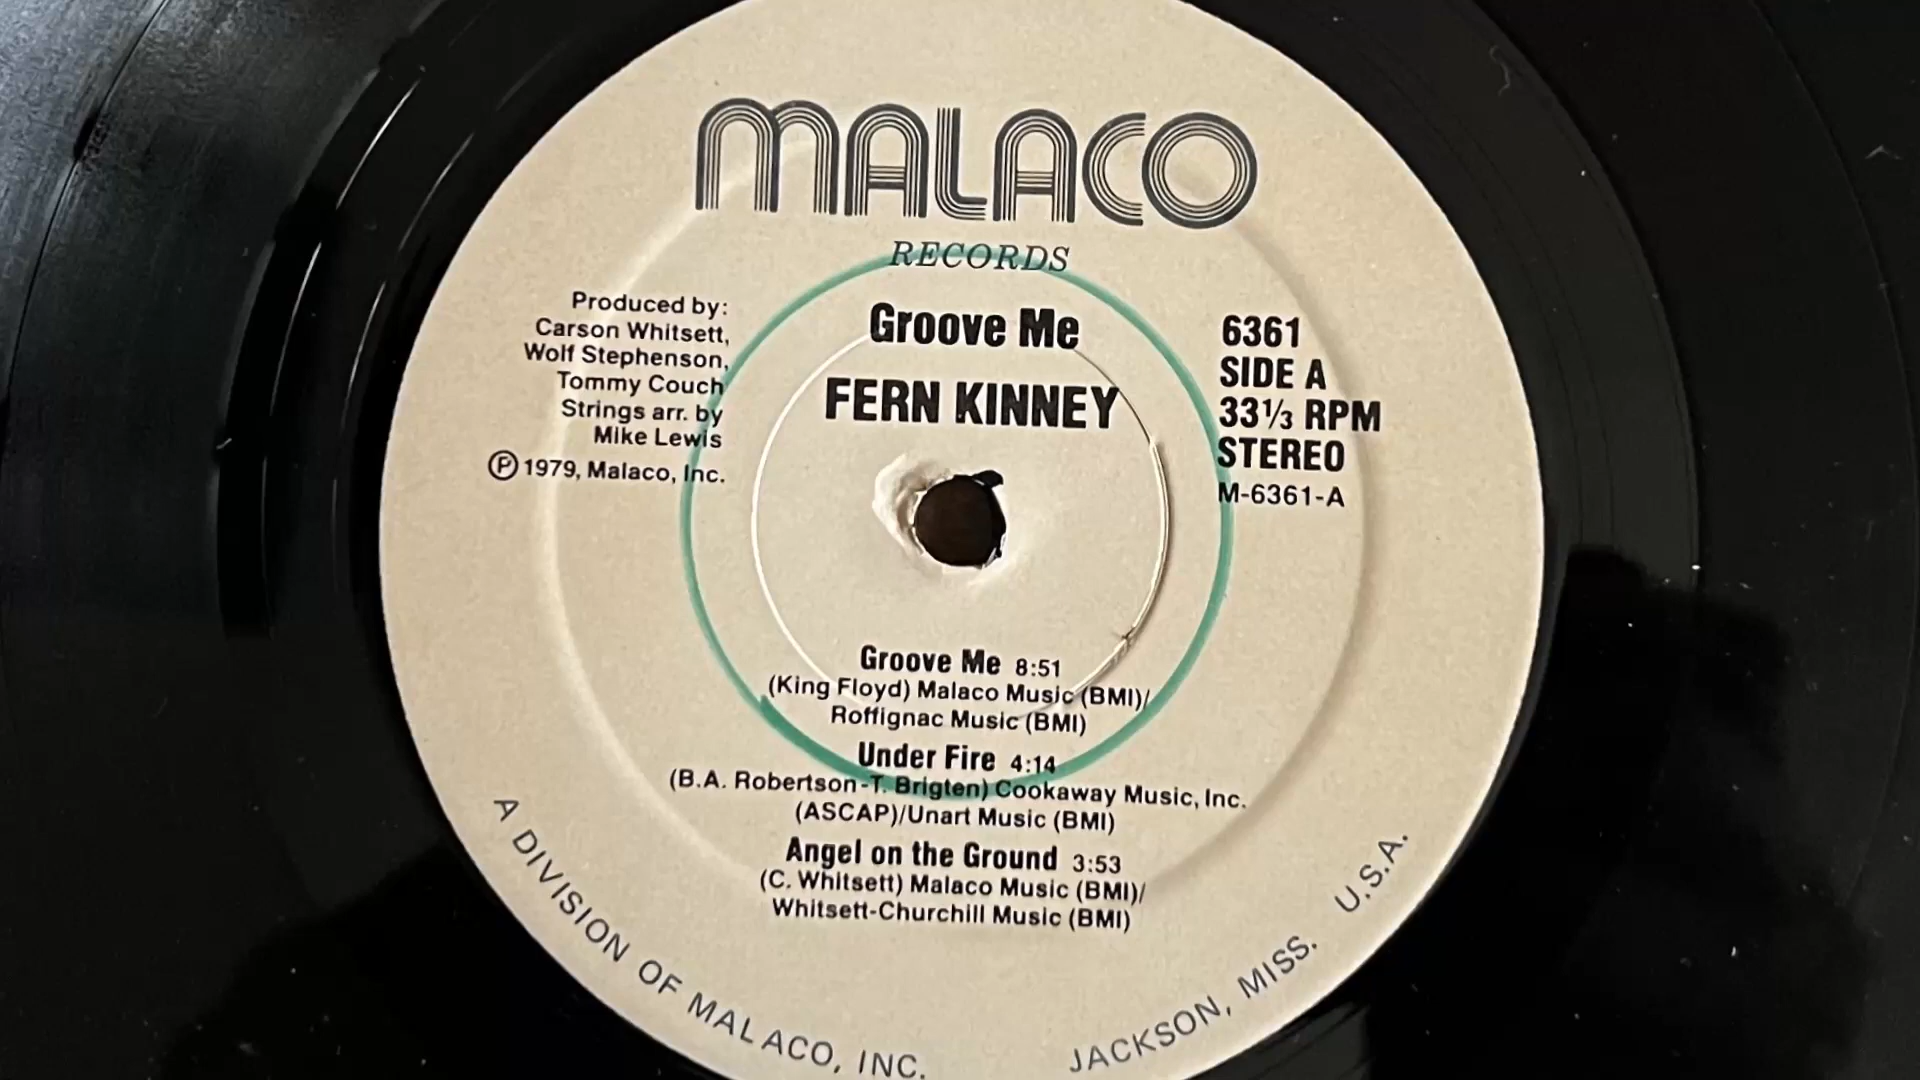 MALACO
RECORDS
Groove Me
FERN KINNEY
Produced by:
Carson Whitsett,
Wolf Stephenson,
Tommy Couch
Strings arr. by
Mike Lewis
Ⓟ 1979, Malaco, Inc.
6361
SIDE A
33⅓ RPM
STEREO
M-6361-A
Groove Me 8:51
(King Floyd) Malaco Music (BMI)/
Roffignac Music (BMI)
Under Fire 4:14
(B.A. Robertson-T. Brigten) Cookaway Music, Inc.
(ASCAP)/Unart Music (BMI)
Angel on the Ground 3:53
(C. Whitsett) Malaco Music (BMI)/
Whitsett-Churchill Music (BMI)
A DIVISION OF MALACO, INC. JACKSON, MISS. U.S.A.